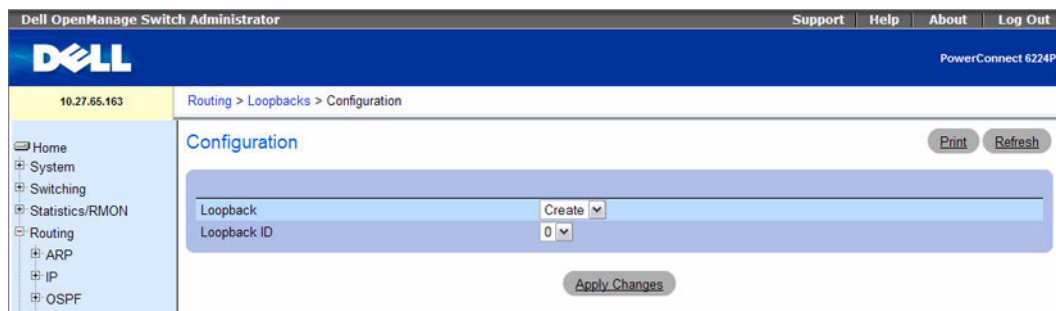 Dell OpenManage Switch Administrator
Support Help About Log Out
DELL
PowerConnect 6224P
10.27.65.163
Routing > Loopbacks > Configuration
Home
System
Switching
Statistics/RMON
Routing
ARP
IP
OSPF
Configuration
Print Refresh
Loopback Create
Loopback ID 0
Apply Changes